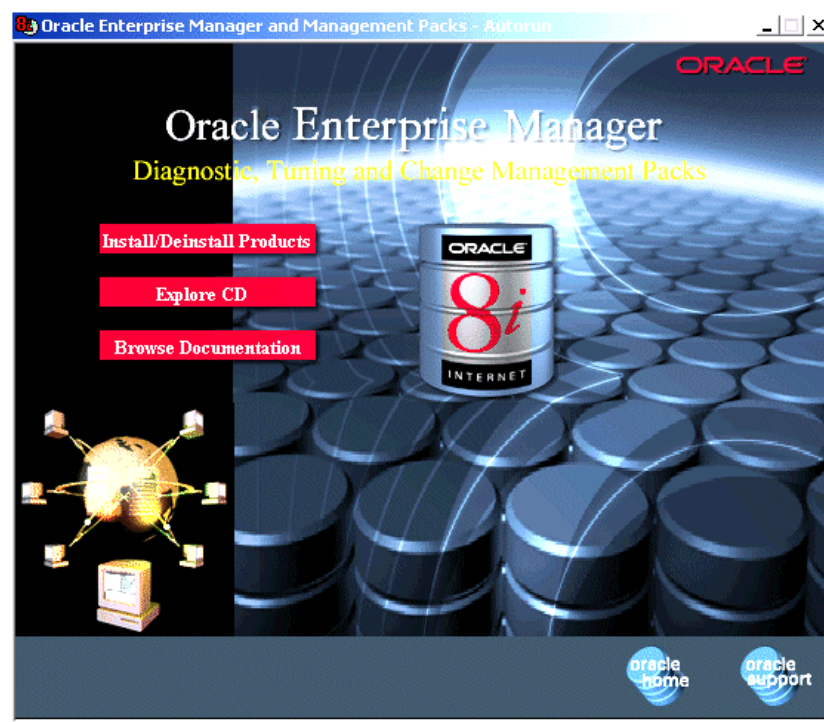 Oracle Enterprise Manager and Management Packs - Autorun
ORACLE
Oracle Enterprise Manager
Diagnostic, Tuning and Change Management Packs
Install/Deinstall Products
Explore CD
Browse Documentation
ORACLE
8i
INTERNET
oracle
home
oracle
support